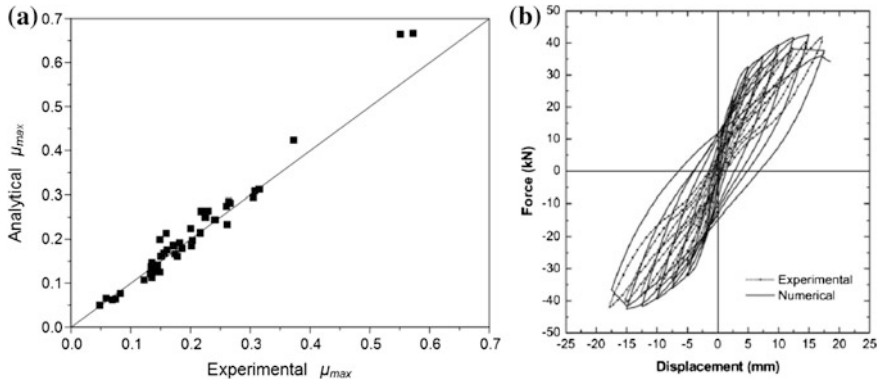 (a)
0.7
0.6
0.5
0.4
0.3
0.2
0.1
0.0
Analytical μmax
0.0 0.1 0.2 0.3 0.4 0.5 0.6 0.7
Experimental μmax
(b)
50
40
30
20
10
0
-10
-20
-30
-40
-50
Force (kN)
Experimental
Numerical
-25 -20 -15 -10 -5 0 5 10 15 20 25
Displacement (mm)